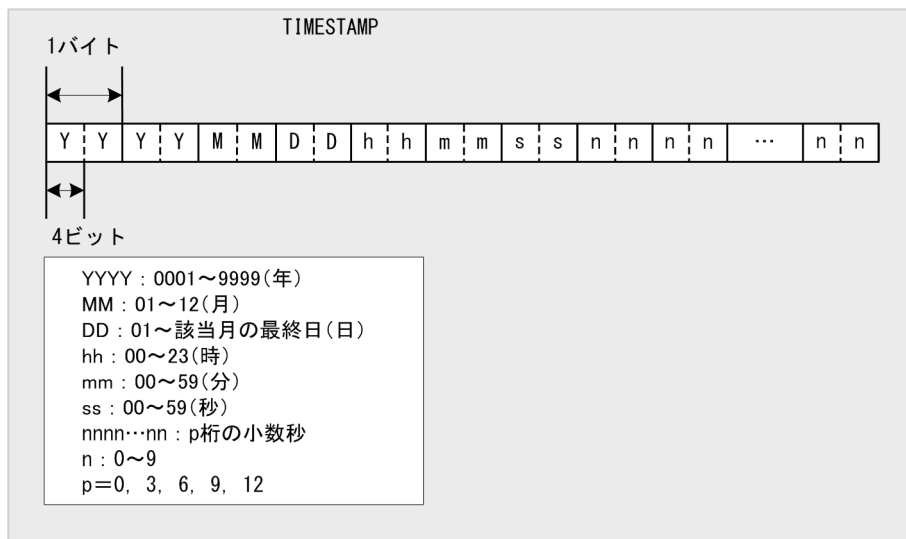 TIMESTAMP
1バイト
Y Y Y Y M M D D h h m m s s n n n n … n n
4ビット
YYYY：0001～9999(年)
MM：01～12(月)
DD：01～該当月の最終日(日)
hh：00～23(時)
mm：00～59(分)
ss：00～59(秒)
nnnn…nn：p桁の小数秒
n：0～9
p＝0, 3, 6, 9, 12